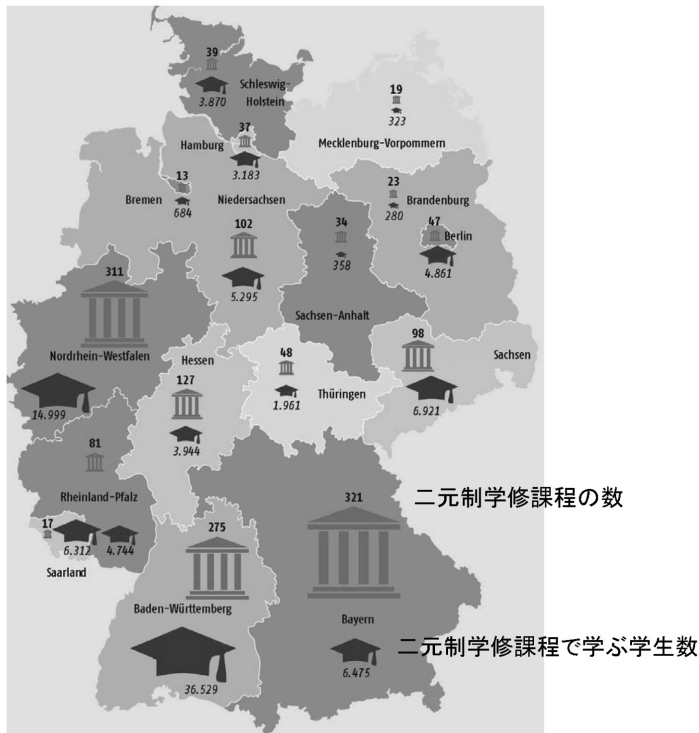 39
3.870
Schleswig-
Holstein
19
323
Mecklenburg-Vorpommern
Hamburg
37
3.183
13
Bremen
684
Niedersachsen
102
5.295
23
Brandenburg
280
47
Berlin
4.861
34
358
Sachsen-Anhalt
311
Nordrhein-Westfalen
14.999
Hessen
127
3.944
48
Thüringen
1.961
98
Sachsen
6.921
81
Rheinland-Pfalz
4.744
17
6.312
Saarland
275
Baden-Württemberg
36.529
321
二元制学修課程の数
Bayern
二元制学修課程で学ぶ学生数
6.475